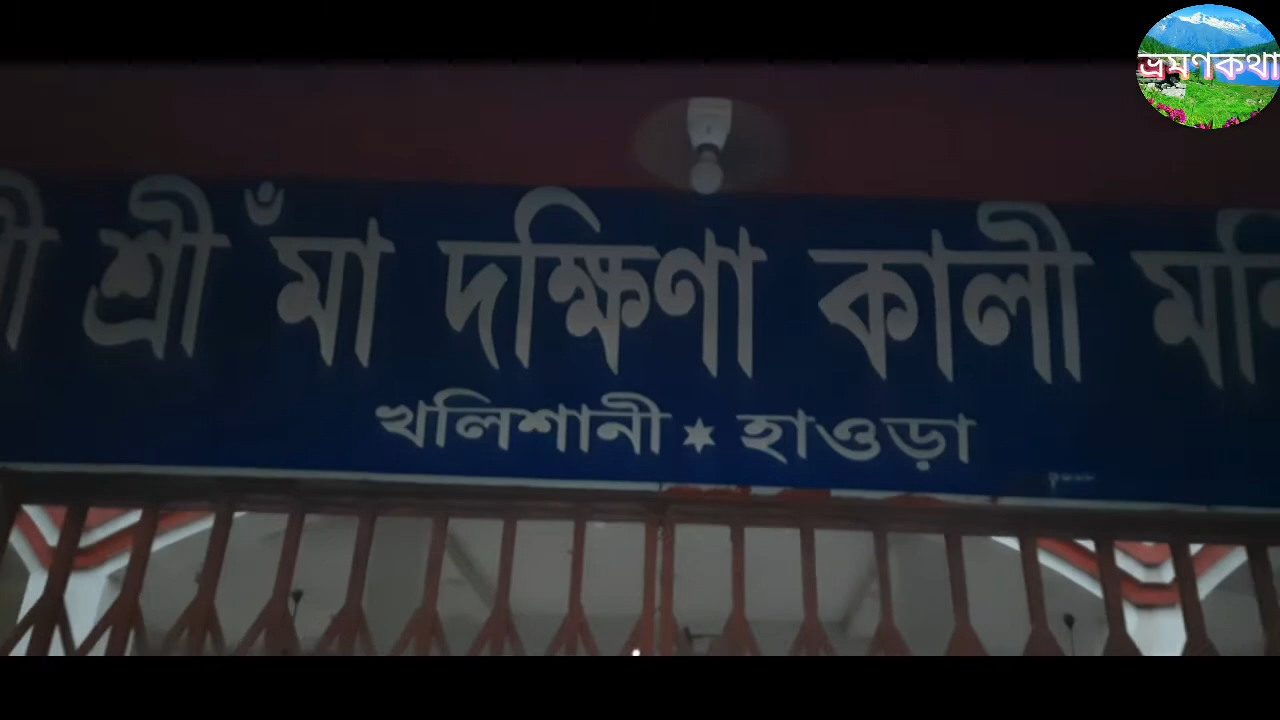 ভ্রমণকথা
শ্রী ঁমা দক্ষিণা কালী
খলিশানী ✶ হাওড়া